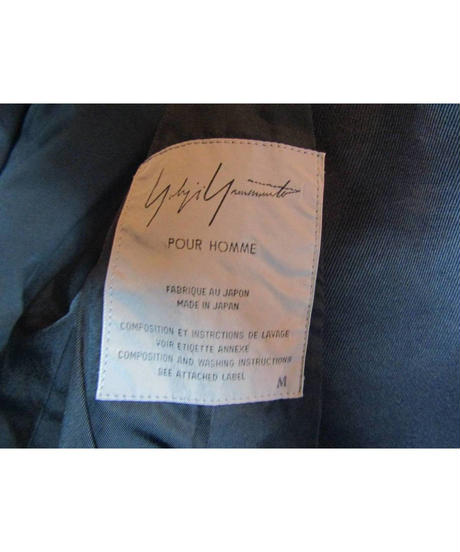 Yohji Yamamoto
POUR HOMME
FABRIQUE AU JAPON
MADE IN JAPAN
COMPOSITION ET INSTRCTIONS DE LAVAGE
VOIR ETIQETTE ANNEXE
COMPOSITION AND WASHING INSTRUCTIONS
SEE ATTACHED LABEL
M